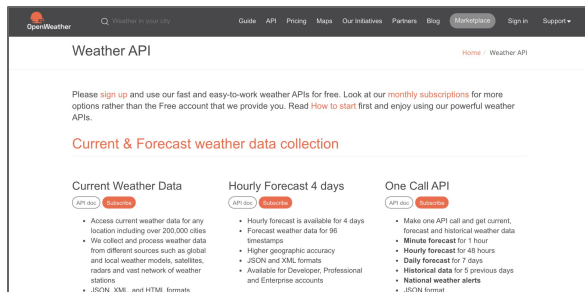 OpenWeather
Weather in your city
Guide API Pricing Maps Our Initiatives Partners Blog Marketplace Sign in Support
Weather API
Home / Weather API
Please sign up and use our fast and easy-to-work weather APIs for free. Look at our monthly subscriptions for more
options rather than the Free account that we provide you. Read How to start first and enjoy using our powerful weather
APIs.
Current & Forecast weather data collection
Current Weather Data
API doc Subscribe
Access current weather data for any
location including over 200,000 cities
We collect and process weather data
from different sources such as global
and local weather models, satellites,
radars and vast network of weather
stations
JSON, XML, and HTML formats
Hourly Forecast 4 days
API doc Subscribe
Hourly forecast is available for 4 days
Forecast weather data for 96
timestamps
Higher geographic accuracy
JSON and XML formats
Available for Developer, Professional
and Enterprise accounts
One Call API
API doc Subscribe
Make one API call and get current,
forecast and historical weather data
Minute forecast for 1 hour
Hourly forecast for 48 hours
Daily forecast for 7 days
Historical data for 5 previous days
National weather alerts
JSON format